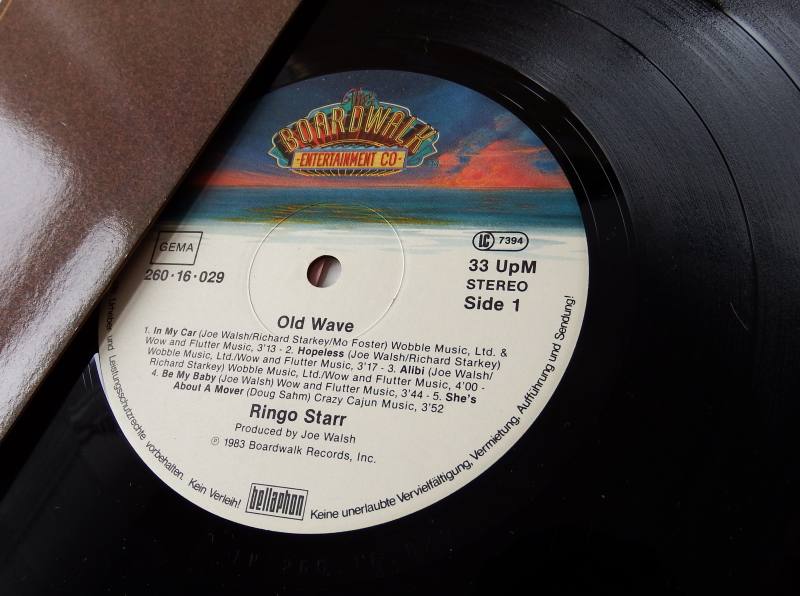 The
BOARDWALK
ENTERTAINMENT CO
GEMA
260·16·029
LC 7394
33 UpM
STEREO
Side 1
Old Wave
1. In My Car (Joe Walsh/Richard Starkey/Mo Foster) Wobble Music, Ltd. &
Wow and Flutter Music 3'13 - 2. Hopeless (Joe Walsh/Richard Starkey)
Wobble Music, Ltd./Wow and Flutter Music, 3'17 - 3. Alibi (Joe Walsh/
Richard Starkey) Wobble Music, Ltd./Wow and Flutter Music, 4'00 -
4. Be My Baby (Joe Walsh) Wow and Flutter Music, 3'44 - 5. She's
About A Mover (Doug Sahm) Crazy Cajun Music, 3'52
Ringo Starr
Produced by Joe Walsh
℗ 1983 Boardwalk Records, Inc.
Urheber und Leistungsschutzrechte vorbehalten. Kein Verleih!
bellaphon
Keine unerlaubte Vervielfältigung, Vermietung, Aufführung und Sendung!